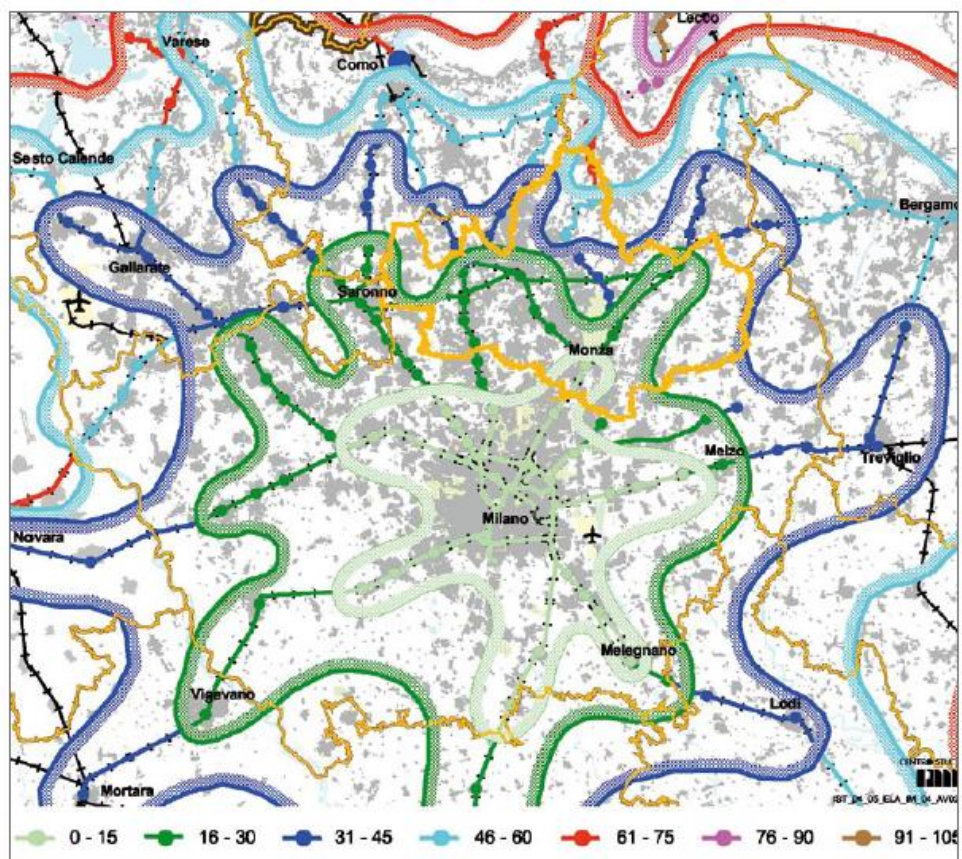 Lecco
Varese
Como
Sesto Calende
Bergamo
Gallarate
Saronno
Monza
Melzo
Treviglio
Milano
Novara
Melegnano
Vigevano
Lodi
Mortara
0 - 15 16 - 30 31 - 45 46 - 60 61 - 75 76 - 90 91 - 105